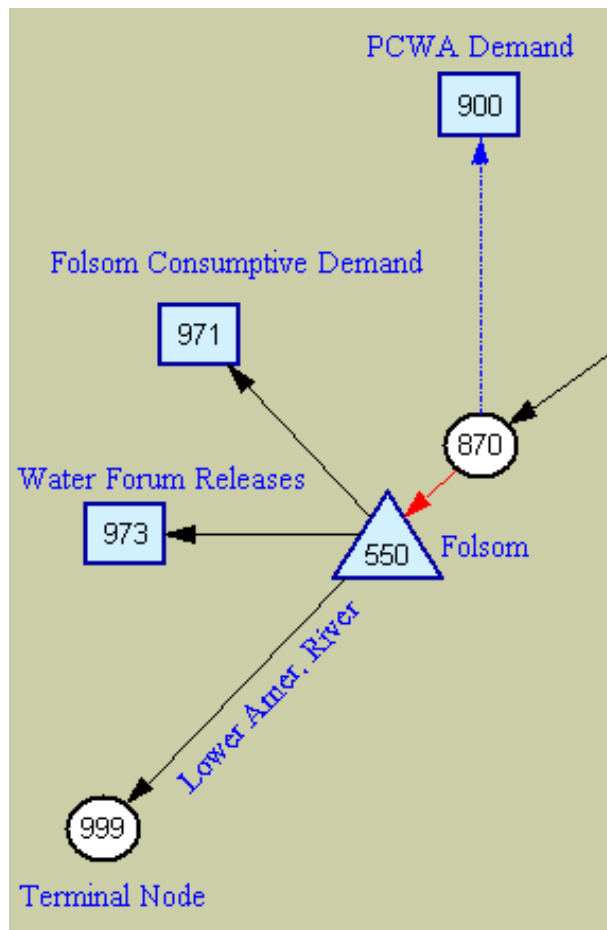 PCWA Demand
900
Folsom Consumptive Demand
971
870
Water Forum Releases
973
550
Folsom
Lower Amer. River
999
Terminal Node